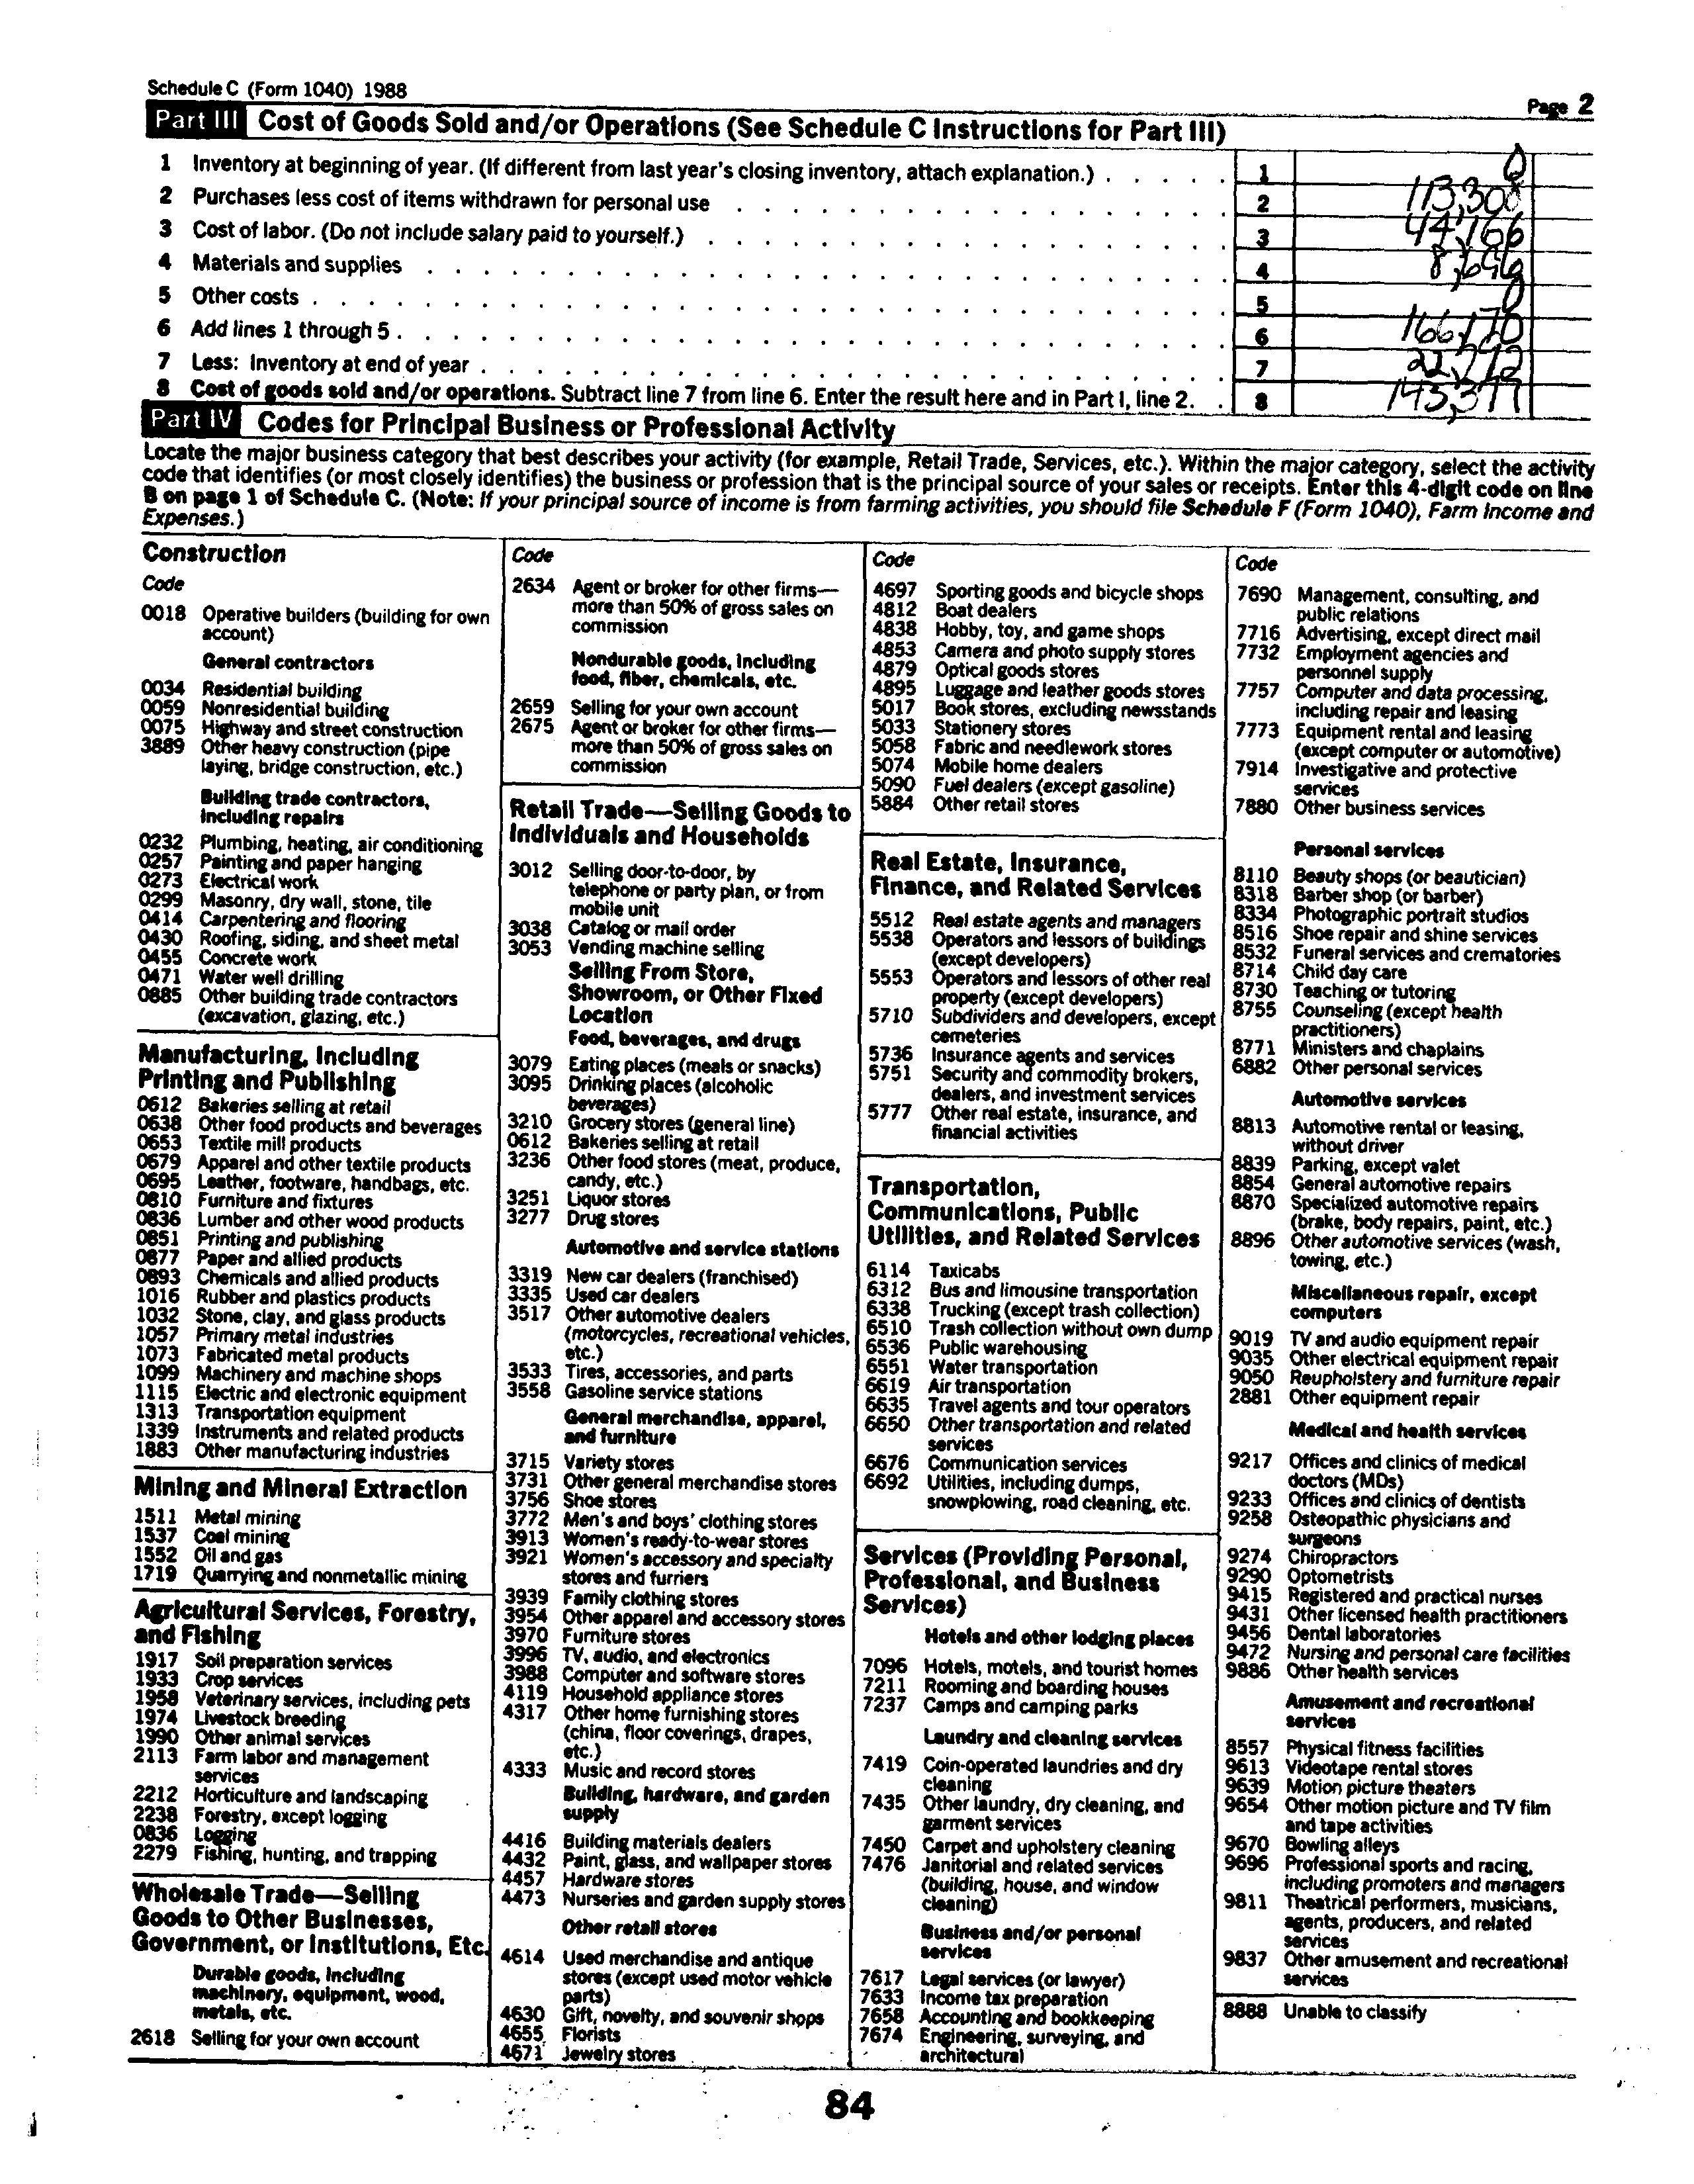 Schedule C (Form 1040) 1988
Page 2
Part III Cost of Goods Sold and/or Operations (See Schedule C Instructions for Part III)
1 Inventory at beginning of year. (If different from last year's closing inventory, attach explanation.) 1 0
2 Purchases less cost of items withdrawn for personal use 2 113,308
3 Cost of labor. (Do not include salary paid to yourself.) 3 44,166
4 Materials and supplies 4 8,696
5 Other costs 5 0
6 Add lines 1 through 5 6 166,170
7 Less: Inventory at end of year 7
8 Cost of goods sold and/or operations. Subtract line 7 from line 6. Enter the result here and in Part I, line 2. 8
Part IV Codes for Principal Business or Professional Activity
Locate the major business category that best describes your activity (for example, Retail Trade, Services, etc.). Within the major category, select the activity
code that identifies (or most closely identifies) the business or profession that is the principal source of your sales or receipts. Enter this 4-digit code on line
B on page 1 of Schedule C. (Note: If your principal source of income is from farming activities, you should file Schedule F (Form 1040), Farm Income and
Expenses.)
Construction
Code
0018 Operative builders (building for own
account)
General contractors
0034 Residential building
0059 Nonresidential building
0075 Highway and street construction
3889 Other heavy construction (pipe
laying, bridge construction, etc.)
Building trade contractors,
including repairs
0232 Plumbing, heating, air conditioning
0257 Painting and paper hanging
0273 Electrical work
0299 Masonry, dry wall, stone, tile
0414 Carpentering and flooring
0430 Roofing, siding, and sheet metal
0455 Concrete work
0471 Water well drilling
0885 Other building trade contractors
(excavation, glazing, etc.)
Manufacturing, Including
Printing and Publishing
0612 Bakeries selling at retail
0638 Other food products and beverages
0653 Textile mill products
0679 Apparel and other textile products
0695 Leather, footware, handbags, etc.
0810 Furniture and fixtures
0836 Lumber and other wood products
0851 Printing and publishing
0877 Paper and allied products
0893 Chemicals and allied products
1016 Rubber and plastics products
1032 Stone, clay, and glass products
1057 Primary metal industries
1073 Fabricated metal products
1099 Machinery and machine shops
1115 Electric and electronic equipment
1313 Transportation equipment
1339 Instruments and related products
1883 Other manufacturing industries
Mining and Mineral Extraction
1511 Metal mining
1537 Coal mining
1552 Oil and gas
1719 Quarrying and nonmetallic mining
Agricultural Services, Forestry,
and Fishing
1917 Soil preparation services
1933 Crop services
1958 Veterinary services, including pets
1974 Livestock breeding
1990 Other animal services
2113 Farm labor and management
services
2212 Horticulture and landscaping
2238 Forestry, except logging
0836 Logging
2279 Fishing, hunting, and trapping
Wholesale Trade—Selling
Goods to Other Businesses,
Government, or Institutions, Etc.
Durable goods, including
machinery, equipment, wood,
metals, etc.
2618 Selling for your own account
Code
2634 Agent or broker for other firms—
more than 50% of gross sales on
commission
Nondurable goods, including
food, fiber, chemicals, etc.
2659 Selling for your own account
2675 Agent or broker for other firms—
more than 50% of gross sales on
commission
Retail Trade—Selling Goods to
Individuals and Households
3012 Selling door-to-door, by
telephone or party plan, or from
mobile unit
3038 Catalog or mail order
3053 Vending machine selling
Selling From Store,
Showroom, or Other Fixed
Location
Food, beverages, and drugs
3079 Eating places (meals or snacks)
3095 Drinking places (alcoholic
beverages)
3210 Grocery stores (general line)
0612 Bakeries selling at retail
3236 Other food stores (meat, produce,
candy, etc.)
3251 Liquor stores
3277 Drug stores
Automotive and service stations
3319 New car dealers (franchised)
3335 Used car dealers
3517 Other automotive dealers
(motorcycles, recreational vehicles,
etc.)
3533 Tires, accessories, and parts
3558 Gasoline service stations
General merchandise, apparel,
and furniture
3715 Variety stores
3731 Other general merchandise stores
3756 Shoe stores
3772 Men's and boys' clothing stores
3913 Women's ready-to-wear stores
3921 Women's accessory and specialty
stores and furriers
3939 Family clothing stores
3954 Other apparel and accessory stores
3970 Furniture stores
3996 TV, audio, and electronics
3988 Computer and software stores
4119 Household appliance stores
4317 Other home furnishing stores
(china, floor coverings, drapes,
etc.)
4333 Music and record stores
Building, hardware, and garden
supply
4416 Building materials dealers
4432 Paint, glass, and wallpaper stores
4457 Hardware stores
4473 Nurseries and garden supply stores
Other retail stores
4614 Used merchandise and antique
stores (except used motor vehicle
parts)
4630 Gift, novelty, and souvenir shops
4655 Florists
4671 Jewelry stores
Code
4697 Sporting goods and bicycle shops
4812 Boat dealers
4838 Hobby, toy, and game shops
4853 Camera and photo supply stores
4879 Optical goods stores
4895 Luggage and leather goods stores
5017 Book stores, excluding newsstands
5033 Stationery stores
5058 Fabric and needlework stores
5074 Mobile home dealers
5090 Fuel dealers (except gasoline)
5884 Other retail stores
Real Estate, Insurance,
Finance, and Related Services
5512 Real estate agents and managers
5538 Operators and lessors of buildings
(except developers)
5553 Operators and lessors of other real
property (except developers)
5710 Subdividers and developers, except
cemeteries
5736 Insurance agents and services
5751 Security and commodity brokers,
dealers, and investment services
5777 Other real estate, insurance, and
financial activities
Transportation,
Communications, Public
Utilities, and Related Services
6114 Taxicabs
6312 Bus and limousine transportation
6338 Trucking (except trash collection)
6510 Trash collection without own dump
6536 Public warehousing
6551 Water transportation
6619 Air transportation
6635 Travel agents and tour operators
6650 Other transportation and related
services
6676 Communication services
6692 Utilities, including dumps,
snowplowing, road cleaning, etc.
Services (Providing Personal,
Professional, and Business
Services)
Hotels and other lodging places
7096 Hotels, motels, and tourist homes
7211 Rooming and boarding houses
7237 Camps and camping parks
Laundry and cleaning services
7419 Coin-operated laundries and dry
cleaning
7435 Other laundry, dry cleaning, and
garment services
7450 Carpet and upholstery cleaning
7476 Janitorial and related services
(building, house, and window
cleaning)
Business and/or personal
services
7617 Legal services (or lawyer)
7633 Income tax preparation
7658 Accounting and bookkeeping
7674 Engineering, surveying, and
architectural
Code
7690 Management, consulting, and
public relations
7716 Advertising, except direct mail
7732 Employment agencies and
personnel supply
7757 Computer and data processing,
including repair and leasing
7773 Equipment rental and leasing
(except computer or automotive)
7914 Investigative and protective
services
7880 Other business services
Personal services
8110 Beauty shops (or beautician)
8318 Barber shop (or barber)
8334 Photographic portrait studios
8516 Shoe repair and shine services
8532 Funeral services and crematories
8714 Child day care
8730 Teaching or tutoring
8755 Counseling (except health
practitioners)
8771 Ministers and chaplains
6882 Other personal services
Automotive services
8813 Automotive rental or leasing,
without driver
8839 Parking, except valet
8854 General automotive repairs
8870 Specialized automotive repairs
(brake, body repairs, paint, etc.)
8896 Other automotive services (wash,
towing, etc.)
Miscellaneous repair, except
computers
9019 TV and audio equipment repair
9035 Other electrical equipment repair
9050 Reupholstery and furniture repair
2881 Other equipment repair
Medical and health services
9217 Offices and clinics of medical
doctors (MDs)
9233 Offices and clinics of dentists
9258 Osteopathic physicians and
surgeons
9274 Chiropractors
9290 Optometrists
9415 Registered and practical nurses
9431 Other licensed health practitioners
9456 Dental laboratories
9472 Nursing and personal care facilities
9886 Other health services
Amusement and recreational
services
8557 Physical fitness facilities
9613 Videotape rental stores
9639 Motion picture theaters
9654 Other motion picture and TV film
and tape activities
9670 Bowling alleys
9696 Professional sports and racing,
including promoters and managers
9811 Theatrical performers, musicians,
agents, producers, and related
services
9837 Other amusement and recreational
services
8888 Unable to classify
84